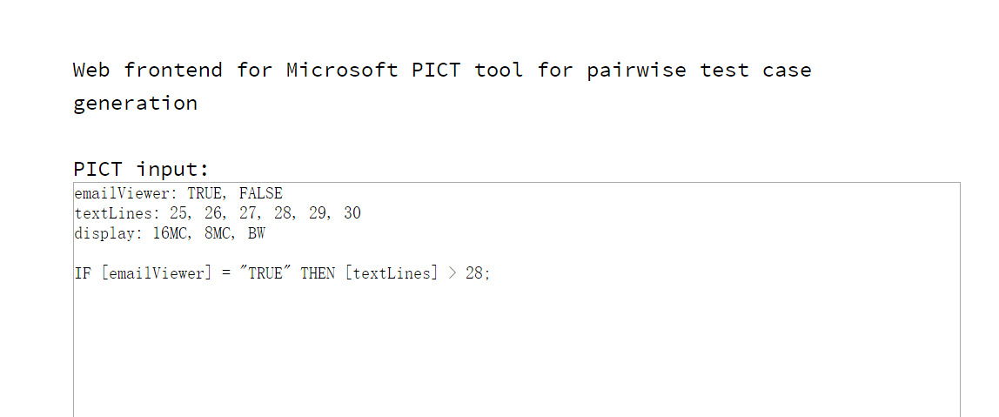 Web frontend for Microsoft PICT tool for pairwise test case
generation
PICT input:
emailViewer: TRUE, FALSE
textLines: 25, 26, 27, 28, 29, 30
display: 16MC, 8MC, BW
IF [emailViewer] = "TRUE" THEN [textLines] > 28;